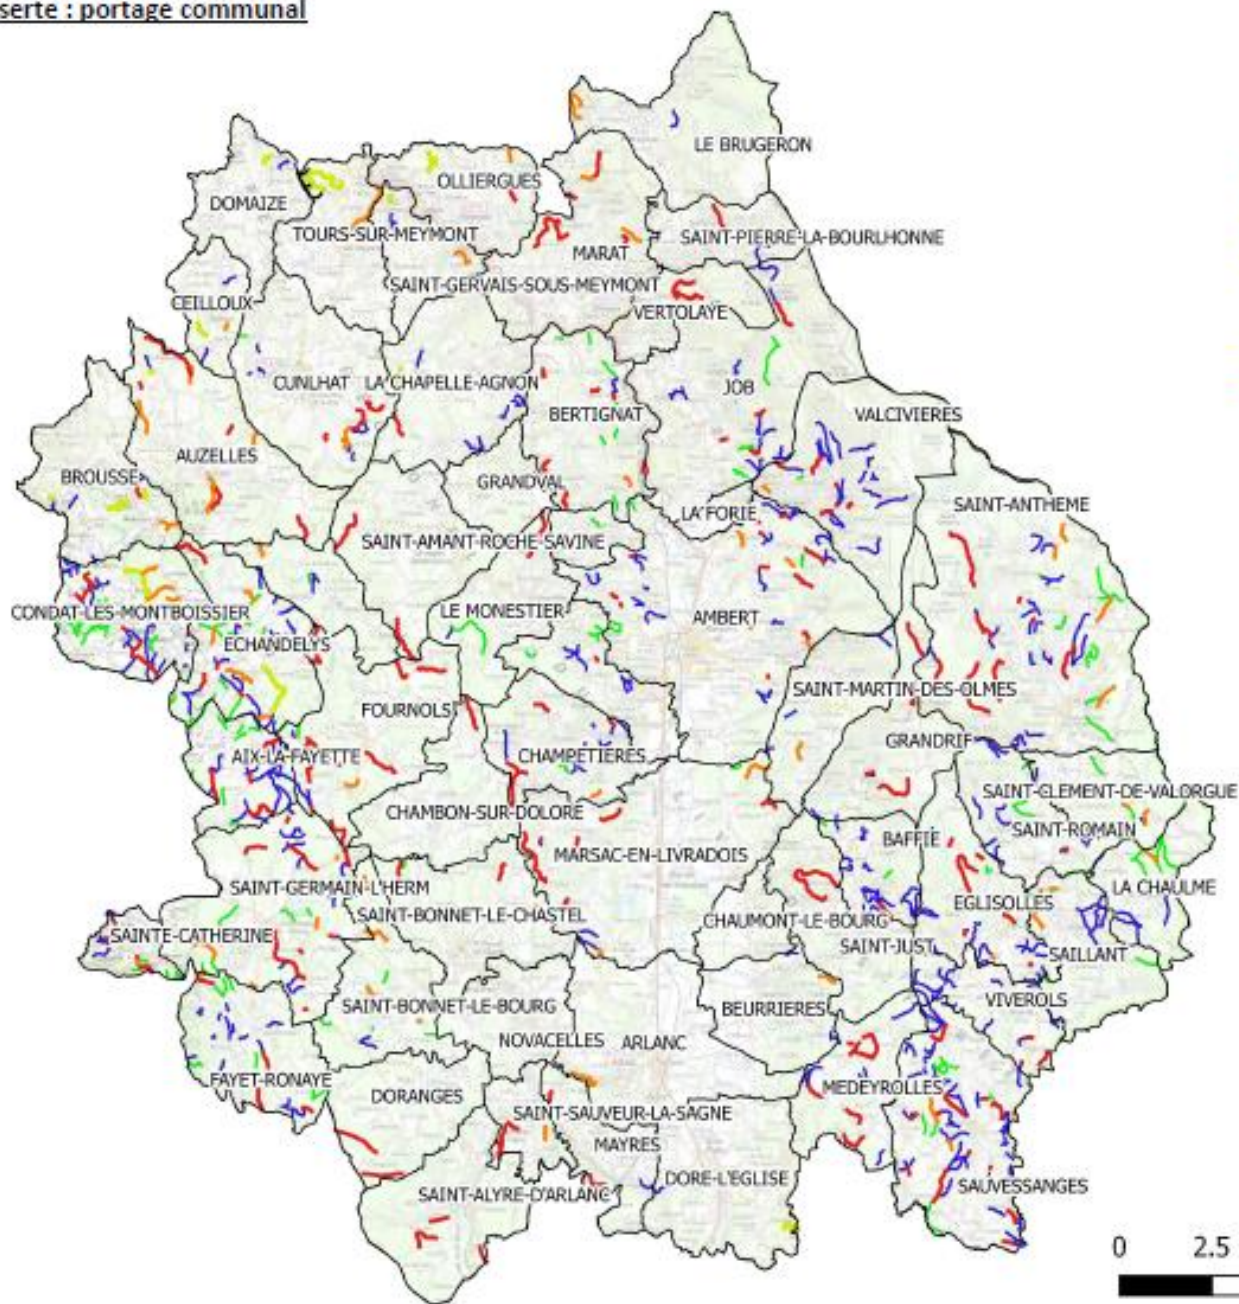 serte : portage communal
LE BRUGERON
OLLIERGUES
DOMAIZE
TOURS-SUR-MEYMONT
SAINT-PIERRE-LA-BOURLHONNE
MARAT
SAINT-GERVAIS-SOUS-MEYMONT
CEILLOUX
VERTOLAYE
CUNLHAT
LA CHAPELLE-AGNON
JOB
BERTIGNAT
VALCIVIERES
AUZELLES
BROUSSE
GRANDVAL
SAINT-ANTHEME
LA FORIE
SAINT-AMANT-ROCHE-SAVINE
CONDAT-LES-MONTBOISSIER
LE MONESTIER
AMBERT
ECHANDELYS
SAINT-MARTIN-DES-OLMES
FOURNOLS
GRANDRIF
AIX-LA-FAYETTE
CHAMPETIERES
SAINT-CLEMENT-DE-VALORGUE
CHAMBON-SUR-DOLORE
SAINT-ROMAIN
BAFFIE
MARSAC-EN-LIVRADOIS
SAINT-GERMAIN-L'HERM
LA CHAULME
EGLISOLLES
SAINT-BONNET-LE-CHASTEL
CHAUMONT-LE-BOURG
SAINTE-CATHERINE
SAINT-JUST
SAILLANT
VIVEROLS
SAINT-BONNET-LE-BOURG
BEURRIERES
NOVACELLES
ARLANC
FAYET-RONAYE
MEDEYROLLES
DORANGES
SAINT-SAUVEUR-LA-SAGNE
MAYRES
DORE-L'EGLISE
SAUVESSANGES
SAINT-ALYRE-D'ARLANC
0 2.5